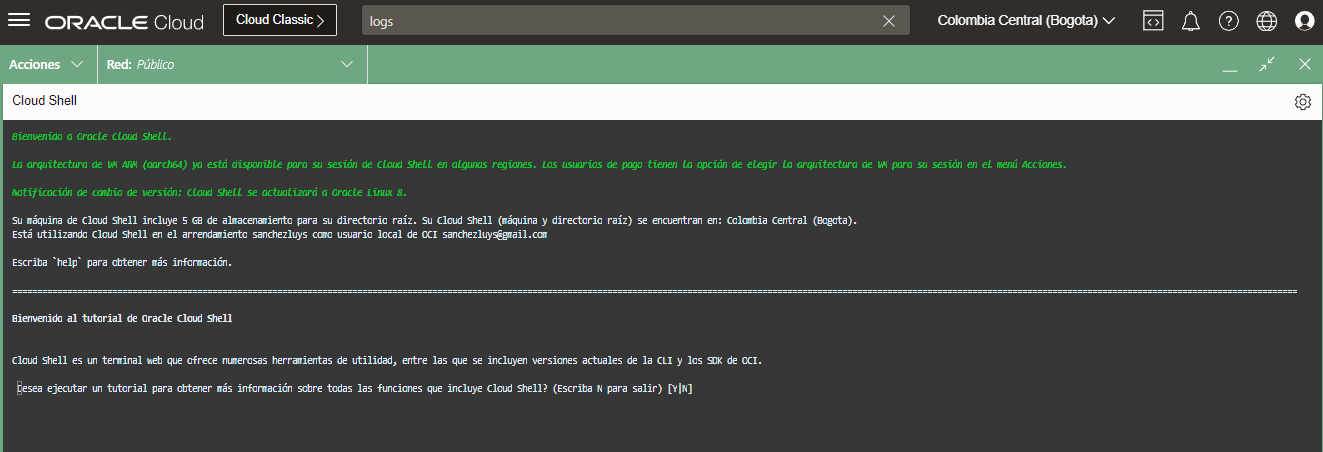 ORACLE Cloud
Cloud Classic >
logs
Colombia Central (Bogota)
Acciones
Red: Público
Cloud Shell
Bienvenido a Oracle Cloud Shell.
La arquitectura de VM ARM (aarch64) ya está disponible para su sesión de Cloud Shell en algunas regiones. Los usuarios de pago tienen la opción de elegir la arquitectura de VM para su sesión en el menú Acciones.
Notificación de cambio de versión: Cloud Shell se actualizará a Oracle Linux 8.
Su máquina de Cloud Shell incluye 5 GB de almacenamiento para su directorio raíz. Su Cloud Shell (máquina y directorio raíz) se encuentran en: Colombia Central (Bogota).
Está utilizando Cloud Shell en el arrendamiento sanchezluys como usuario local de OCI sanchezluys@gmail.com
Escriba `help` para obtener más información.
Bienvenido al tutorial de Oracle Cloud Shell
Cloud Shell es un terminal web que ofrece numerosas herramientas de utilidad, entre las que se incluyen versiones actuales de la CLI y los SDK de OCI.
Desea ejecutar un tutorial para obtener más información sobre todas las funciones que incluye Cloud Shell? (Escriba N para salir) [Y|N]